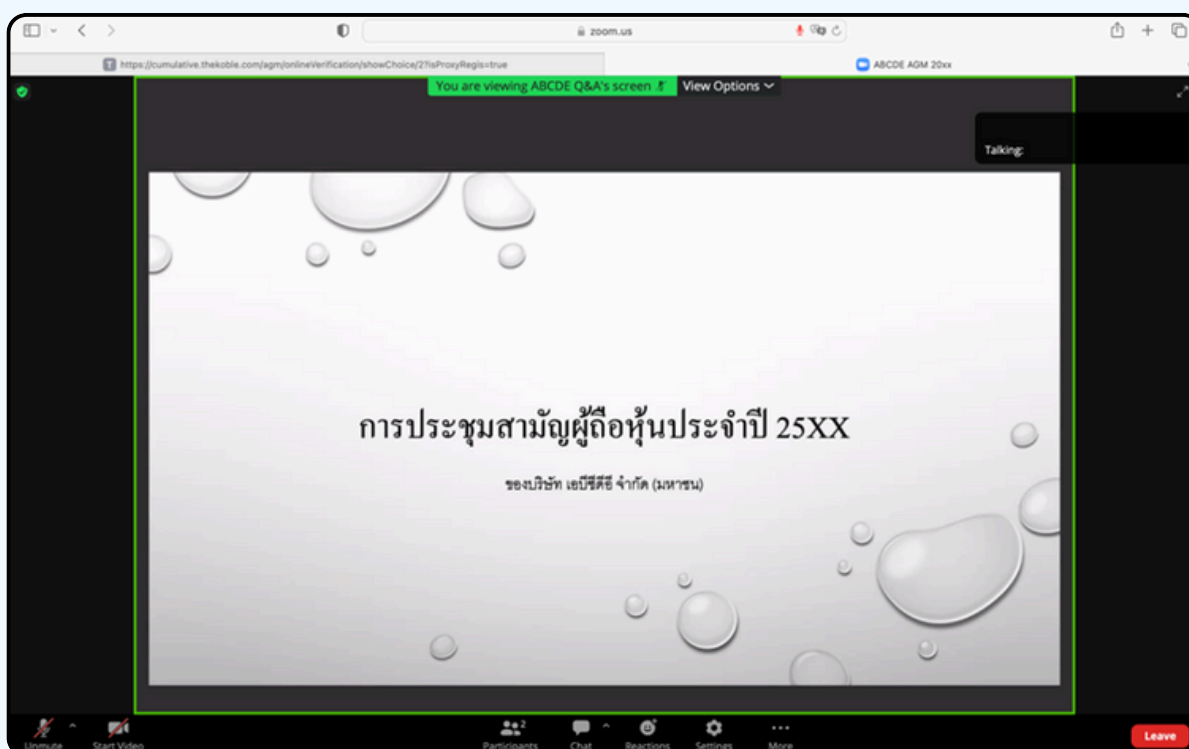 zoom.us
https://cumulative.thekoble.com/agm/onlineVerification/showChoice/2?isProxyRegis=true
ABCDE AGM 20xx
You are viewing ABCDE Q&A's screen
View Options
Talking:
การประชุมสามัญผู้ถือหุ้นประจำปี 25XX
ของบริษัท เอบีซีดีอี จำกัด (มหาชน)
2
Unmute
Start Video
Participants
Chat
Reactions
Settings
More
Leave